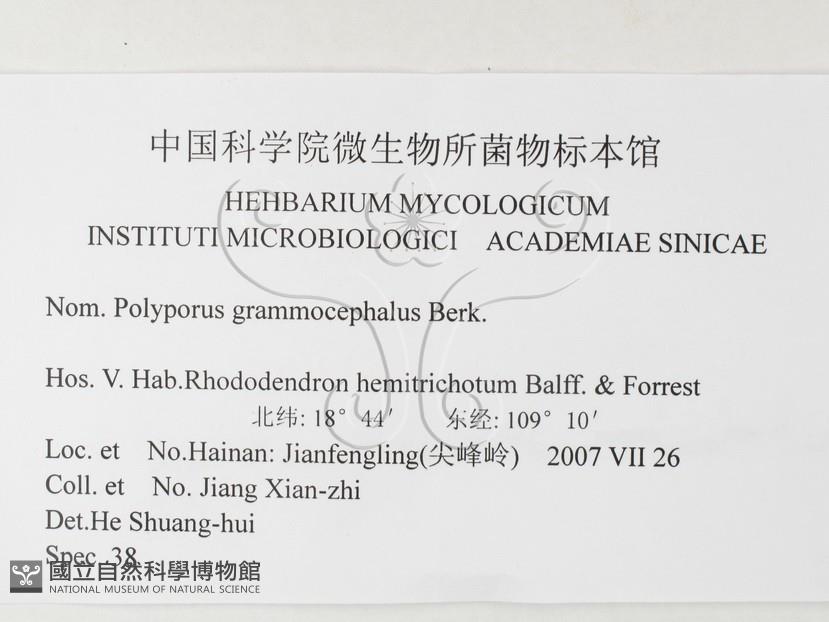 中国科学院微生物所菌物标本馆
HEHBARIUM MYCOLOGICUM
INSTITUTI MICROBIOLOGICI ACADEMIAE SINICAE
Nom. Polyporus grammocephalus Berk.
Hos. V. Hab.Rhododendron hemitrichotum Balff. & Forrest
北纬: 18° 44′ 东经: 109° 10′
Loc. et No.Hainan: Jianfengling(尖峰岭) 2007 VII 26
Coll. et No. Jiang Xian-zhi
Det.He Shuang-hui
Spec. 38
國立自然科學博物館
NATIONAL MUSEUM OF NATURAL SCIENCE